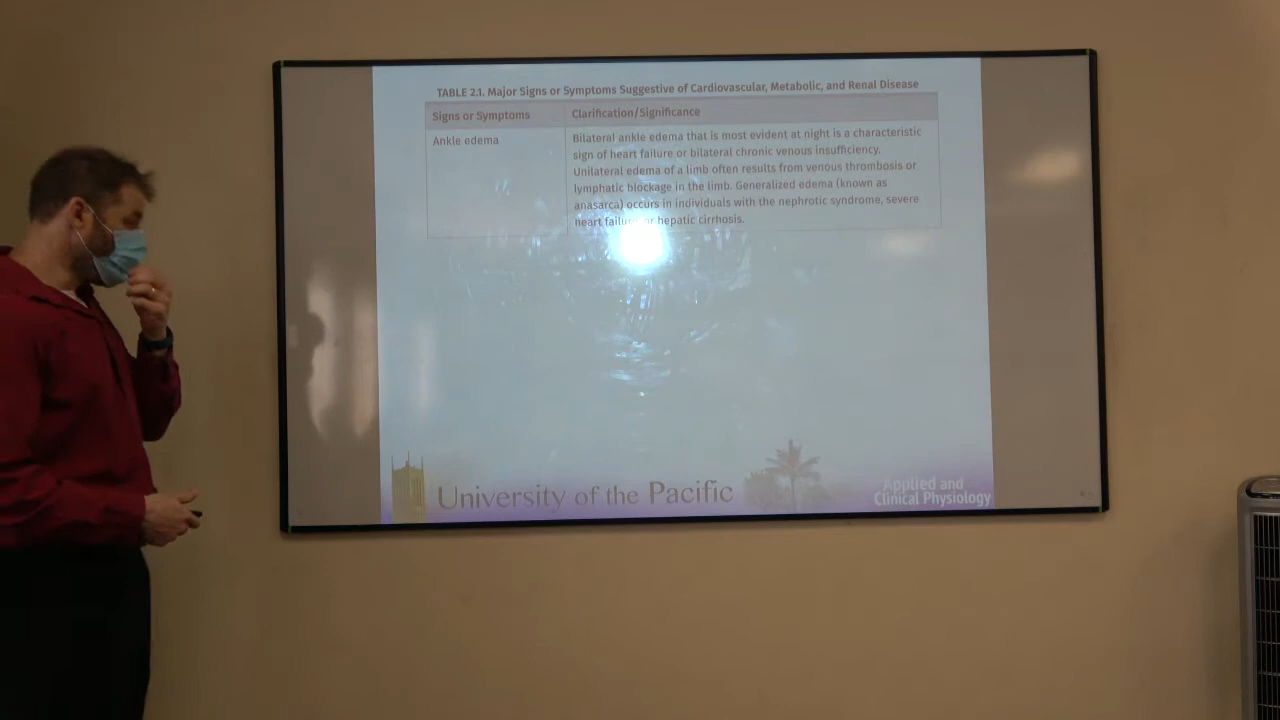 TABLE 2.1. Major Signs or Symptoms Suggestive of Cardiovascular, Metabolic, and Renal Disease
Signs or Symptoms Clarification/Significance
Ankle edema
Bilateral ankle edema that is most evident at night is a characteristic
sign of heart failure or bilateral chronic venous insufficiency.
Unilateral edema of a limb often results from venous thrombosis or
lymphatic blockage in the limb. Generalized edema (known as
anasarca) occurs in individuals with the nephrotic syndrome, severe
heart failure or hepatic cirrhosis.
University of the Pacific
Applied and
Clinical Physiology